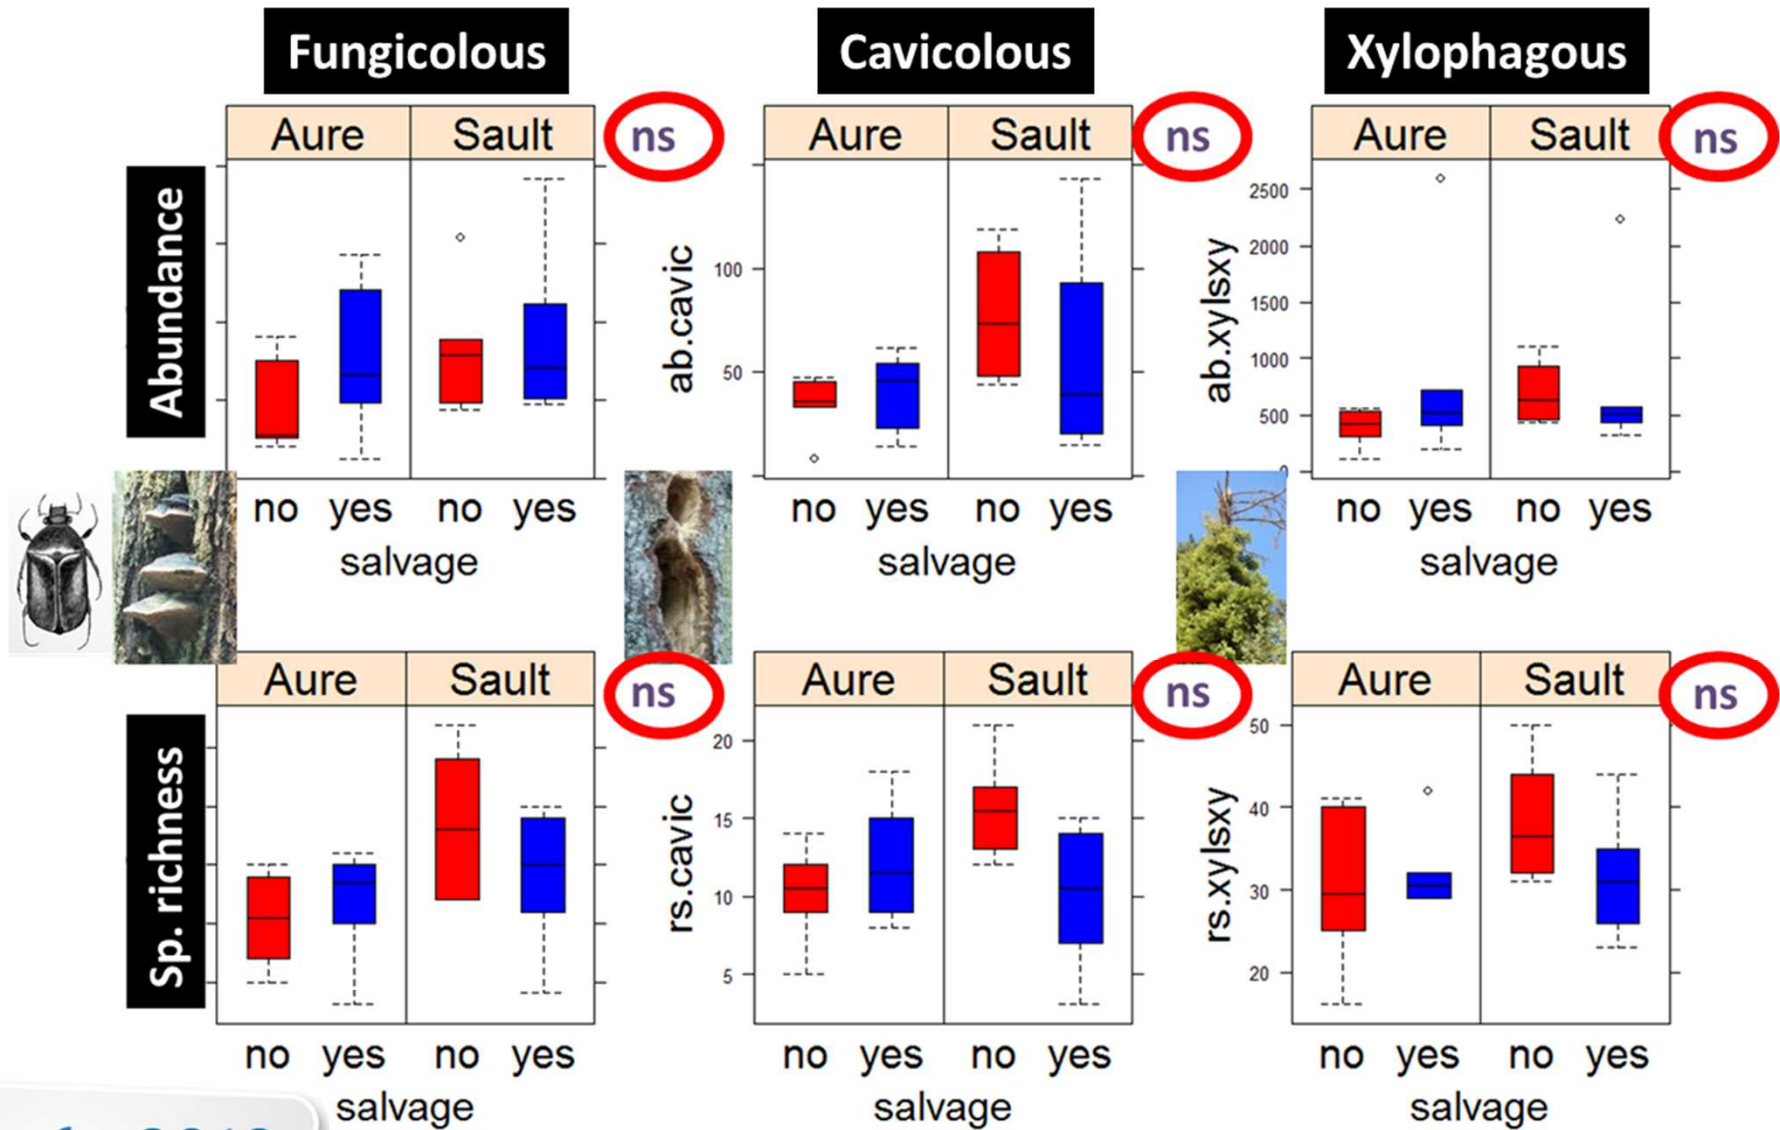 Fungicolous
Cavicolous
Xylophagous
Abundance
Aure Sault
ns
no yes no yes
salvage
ab.cavic
100
50
Aure Sault
ns
no yes no yes
salvage
ab.xylsxy
2500
2000
1500
1000
500
0
Aure Sault
ns
no yes no yes
salvage
Sp. richness
Aure Sault
ns
no yes no yes
salvage
rs.cavic
20
15
10
5
Aure Sault
ns
no yes no yes
salvage
rs.xylsxy
50
40
30
20
Aure Sault
ns
no yes no yes
salvage